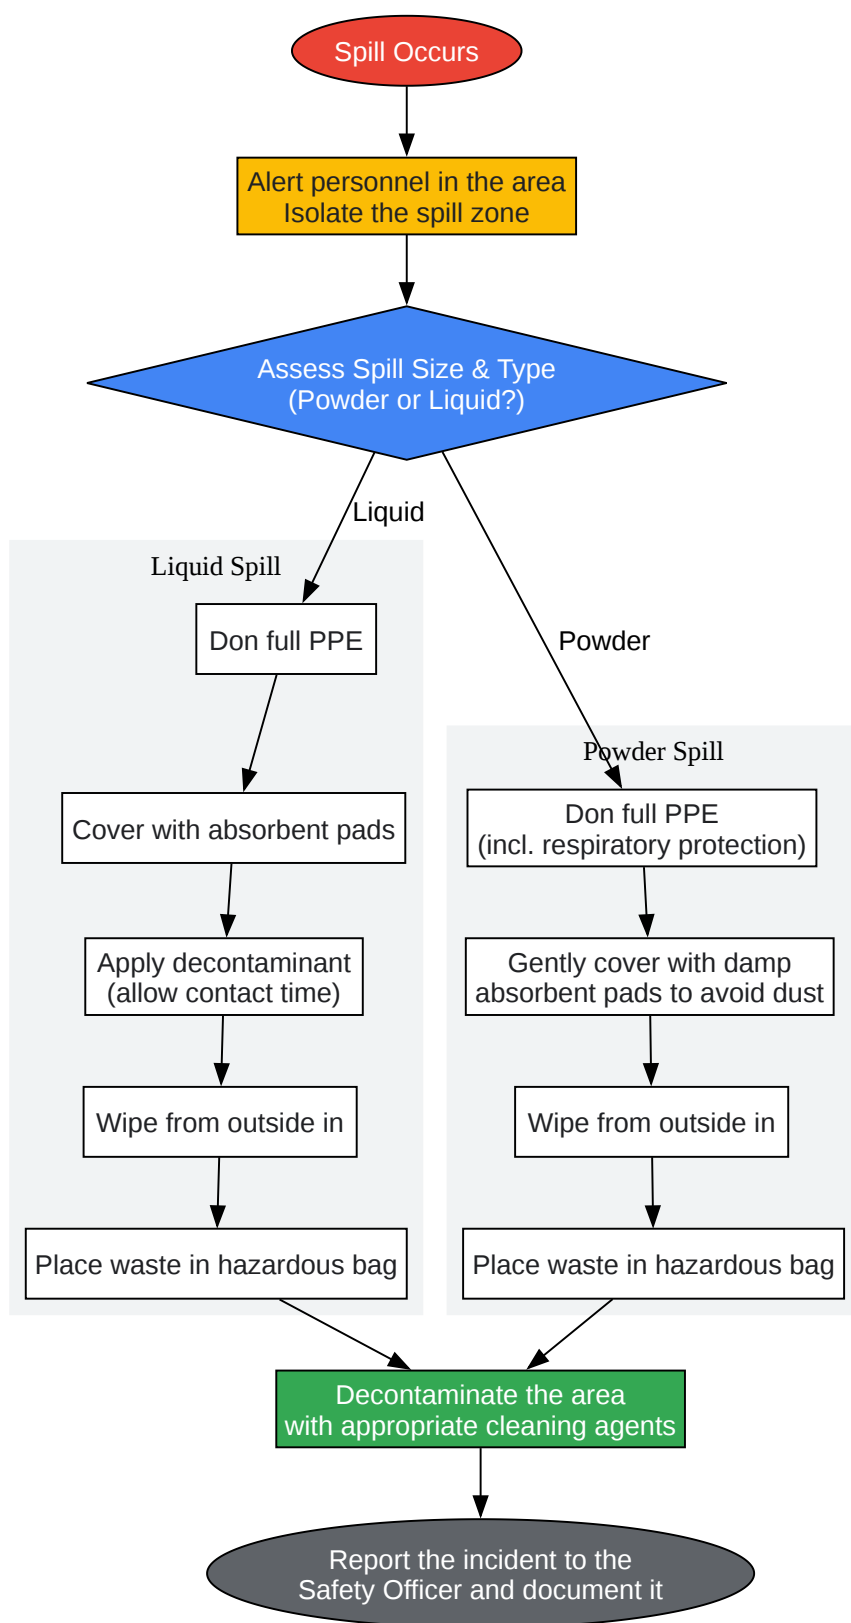 Spill Occurs
Alert personnel in the area
Isolate the spill zone
Assess Spill Size & Type
(Powder or Liquid?)
Liquid
Liquid Spill
Don full PPE
Cover with absorbent pads
Apply decontaminant
(allow contact time)
Wipe from outside in
Place waste in hazardous bag
Powder
Powder Spill
Don full PPE
(incl. respiratory protection)
Gently cover with damp
absorbent pads to avoid dust
Wipe from outside in
Place waste in hazardous bag
Decontaminate the area
with appropriate cleaning agents
Report the incident to the
Safety Officer and document it